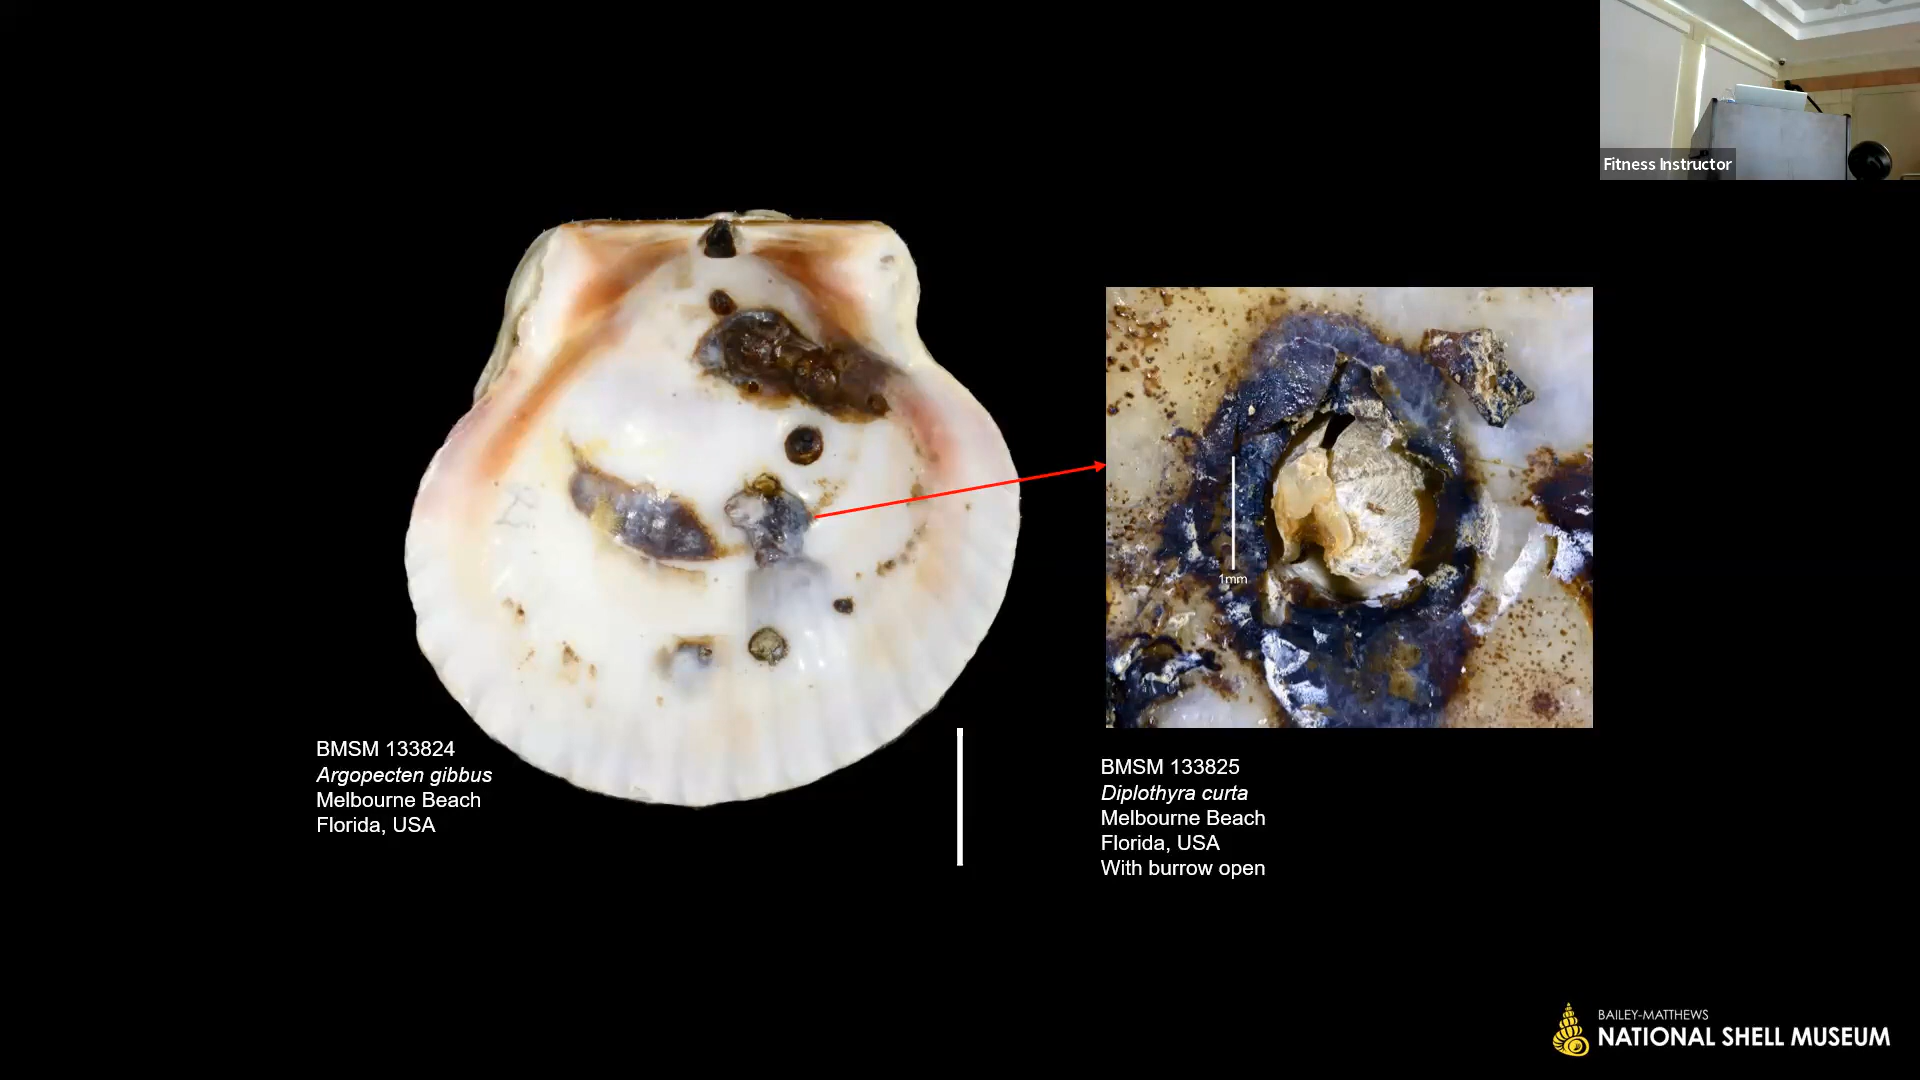 Fitness Instructor
1mm
BMSM 133824
Argopecten gibbus
Melbourne Beach
Florida, USA
BMSM 133825
Diplothyra curta
Melbourne Beach
Florida, USA
With burrow open
BAILEY-MATTHEWS
NATIONAL SHELL MUSEUM